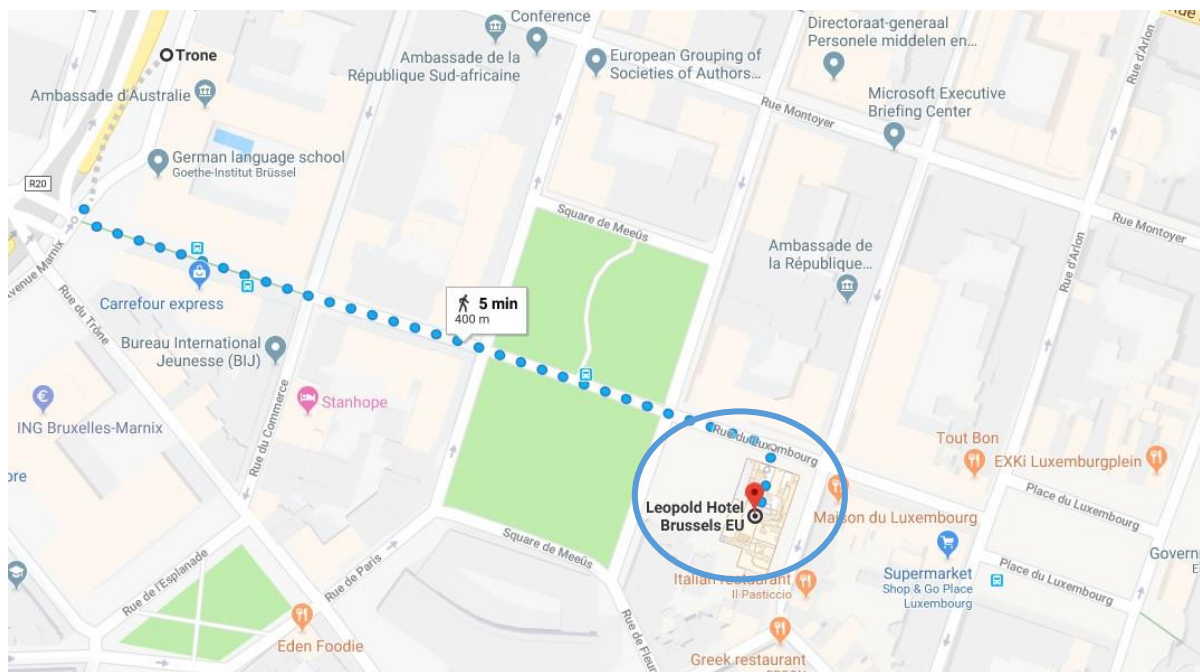 Conference
Directoraat-generaal
Personele middelen en...
Trone
Ambassade de la
République Sud-africaine
European Grouping of
Societies of Authors...
Rue d'Arlon
Ambassade d'Australie
Microsoft Executive
Briefing Center
Rue Montoyer
German language school
Goethe-Institut Brüssel
R20
Square de Meeûs
Rue Montoyer
Avenue Marnix
Ambassade de
la République...
Rue d'Arlon
Carrefour express
Rue du Trône
5 min
400 m
Bureau International
Jeunesse (BIJ)
Stanhope
ING Bruxelles-Marnix
Rue du Commerce
Rue du Luxembourg
Tout Bon
EXKi Luxemburgplein
Leopold Hotel
Brussels EU
Maison du Luxembourg
Place du Luxembourg
Square de Meeûs
Supermarket
Shop & Go Place
Luxembourg
Place du Luxembourg
Italian restaurant
Il Pasticcio
Rue de l'Esplanade
Rue de Paris
Eden Foodie
Rue de Fleur
Greek restaurant